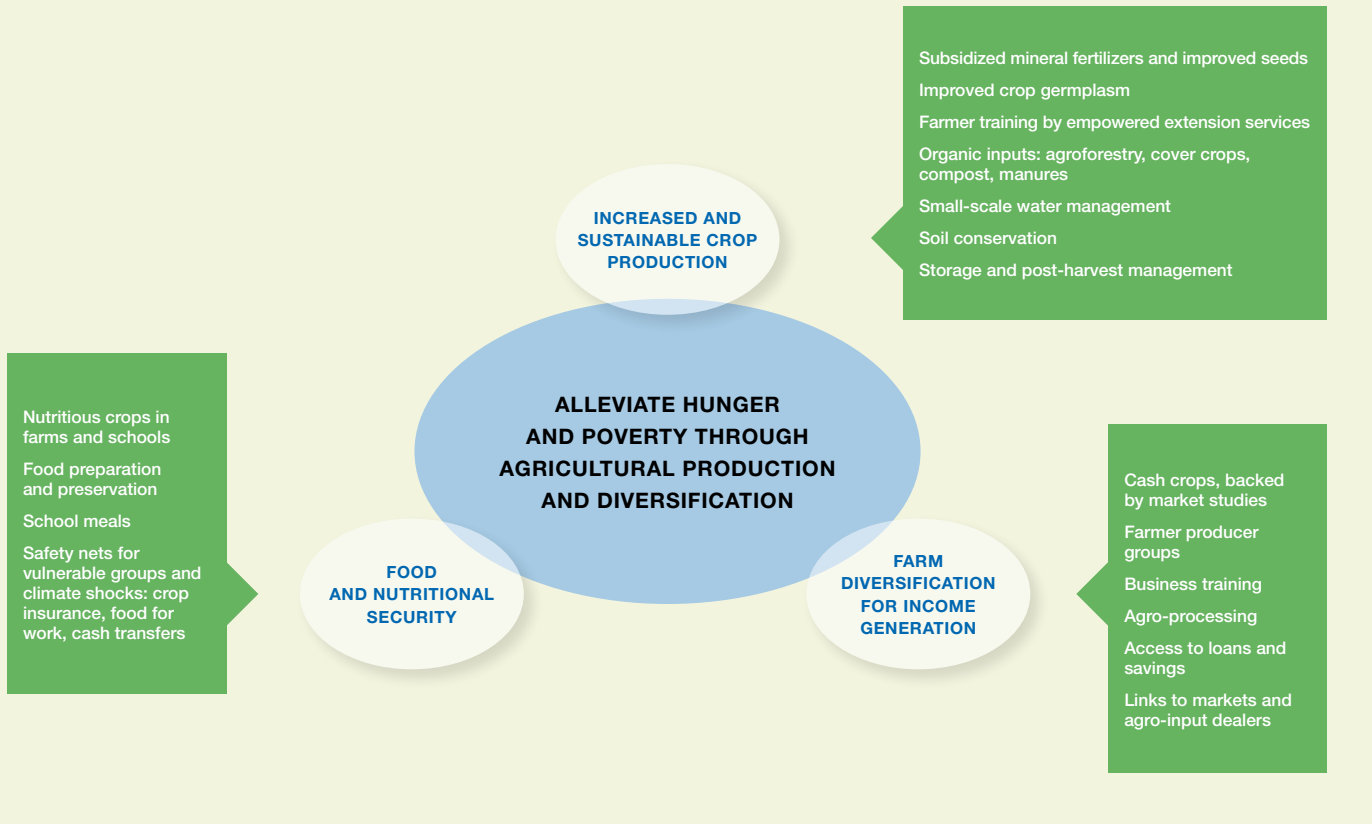 Subsidized mineral fertilizers and improved seeds
Improved crop germplasm
Farmer training by empowered extension services
Organic inputs: agroforestry, cover crops,
compost, manures
Small-scale water management
Soil conservation
Storage and post-harvest management
INCREASED AND
SUSTAINABLE CROP
PRODUCTION
ALLEVIATE HUNGER
AND POVERTY THROUGH
AGRICULTURAL PRODUCTION
AND DIVERSIFICATION
Nutritious crops in
farms and schools
Food preparation
and preservation
School meals
Safety nets for
vulnerable groups and
climate shocks: crop
insurance, food for
work, cash transfers
FOOD
AND NUTRITIONAL
SECURITY
FARM
DIVERSIFICATION
FOR INCOME
GENERATION
Cash crops, backed
by market studies
Farmer producer
groups
Business training
Agro-processing
Access to loans and
savings
Links to markets and
agro-input dealers